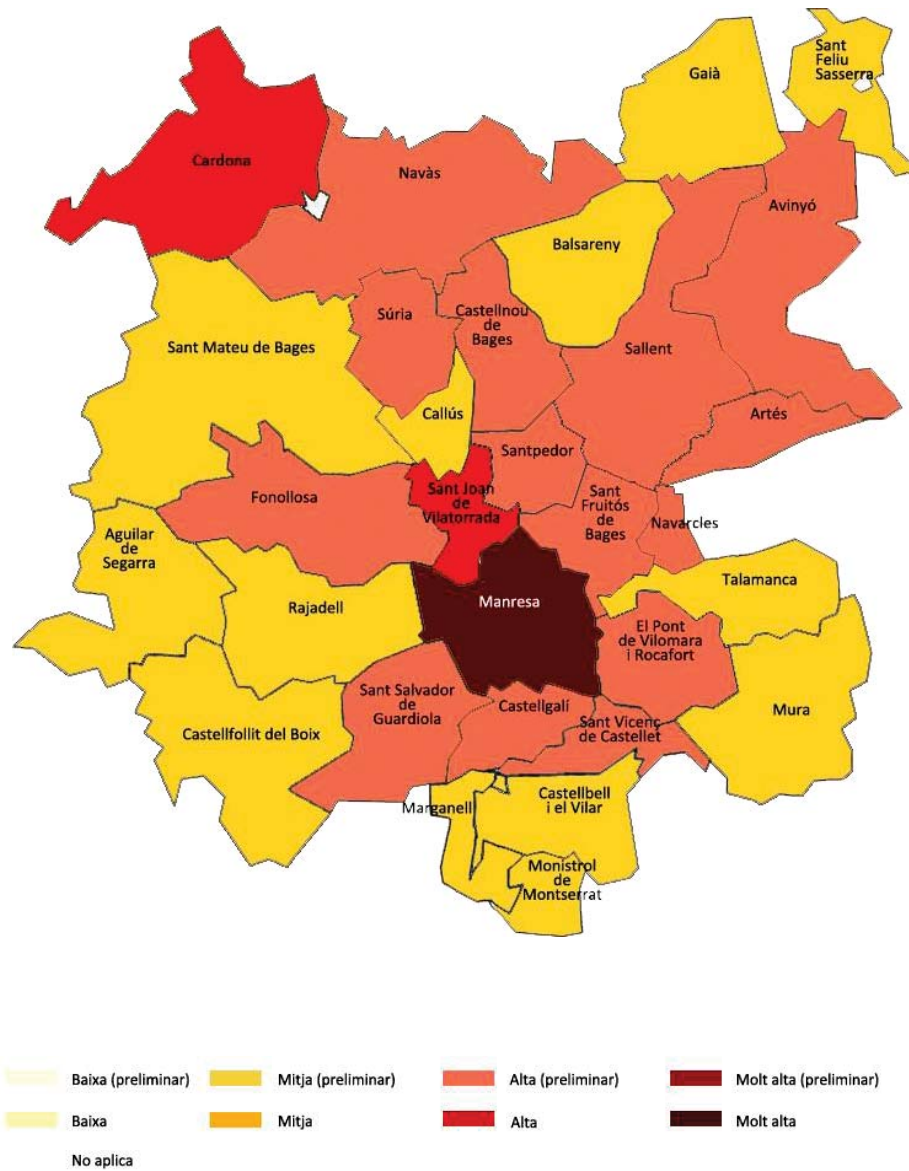 Sant
Feliu
Sasserra
Gaià
Cardona
Navàs
Avinyó
Balsareny
Súria
Castellnou
de
Bages
Sant Mateu de Bages
Sallent
Callús
Artés
Santpedor
Fonollosa
Sant Joan
de
Vilatorrada
Sant
Fruitós
de
Bages
Navarcles
Aguilar
de
Segarra
Talamanca
Rajadell
Manresa
El Pont
de Vilomara
i Rocafort
Sant Salvador
de
Guardiola
Castellgalí
Mura
Sant Vicenç
de Castellet
Castellfollit del Boix
Marganell
Castellbell
i el Vilar
Monistrol
de
Montserrat
Baixa (preliminar)
Mitja (preliminar)
Alta (preliminar)
Molt alta (preliminar)
Baixa
Mitja
Alta
Molt alta
No aplica